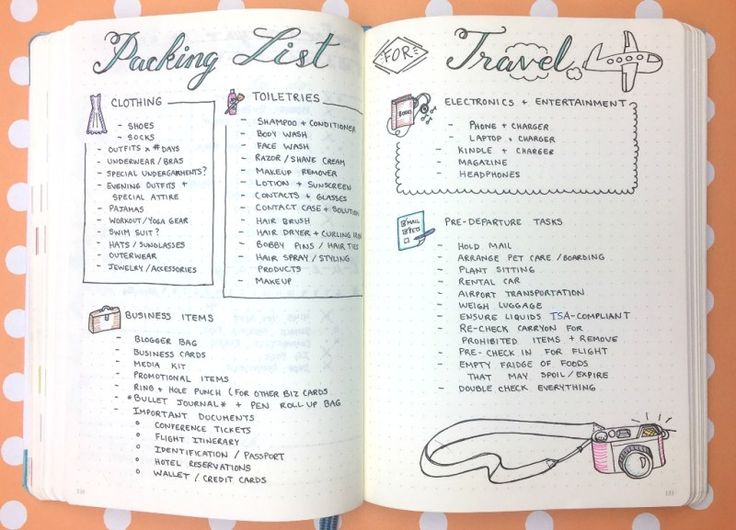 Packing List
CLOTHING
- SHOES
- SOCKS
- OUTFITS x # DAYS
- UNDERWEAR/BRAS
- SPECIAL UNDERGARMENTS?
- EVENING OUTFITS +
SPECIAL ATTIRE
- PAJAMAS
- WORKOUT/YOGA GEAR
- SWIM SUIT?
- HATS/SUNGLASSES
- OUTERWEAR
- JEWELRY/ACCESSORIES
TOILETRIES
- SHAMPOO + CONDITIONER
- BODY WASH
- FACE WASH
- RAZOR/SHAVE CREAM
- MAKEUP REMOVER
- LOTION + SUNSCREEN
- CONTACTS + GLASSES
- CONTACT CASE + SOLUTION
- HAIR BRUSH
- HAIR DRYER + CURLING IRON
- BOBBY PINS/HAIR TIES
- HAIR SPRAY/STYLING
PRODUCTS
- MAKEUP
BUSINESS ITEMS
- BLOGGER BAG
- BUSINESS CARDS
- MEDIA KIT
- PROMOTIONAL ITEMS
- RING + HOLE PUNCH (FOR OTHER BIZ CARDS
- *BULLET JOURNAL* + PEN ROLL UP BAG
- IMPORTANT DOCUMENTS
° CONFERENCE TICKETS
° FLIGHT ITINERARY
° IDENTIFICATION/PASSPORT
° HOTEL RESERVATIONS
° WALLET/CREDIT CARDS
FOR Travel
ELECTRONICS + ENTERTAINMENT
- PHONE + CHARGER
- LAPTOP + CHARGER
- KINDLE + CHARGER
- MAGAZINE
- HEADPHONES
PRE-DEPARTURE TASKS
- HOLD MAIL
- ARRANGE PET CARE/BOARDING
- PLANT SITTING
- RENTAL CAR
- AIRPORT TRANSPORTATION
- WEIGH LUGGAGE
- ENSURE LIQUIDS TSA-COMPLIANT
- RE-CHECK CARRYON FOR
PROHIBITED ITEMS + REMOVE
- PRE-CHECK IN FOR FLIGHT
- EMPTY FRIDGE OF FOODS
THAT MAY SPOIL/EXPIRE
- DOUBLE CHECK EVERYTHING